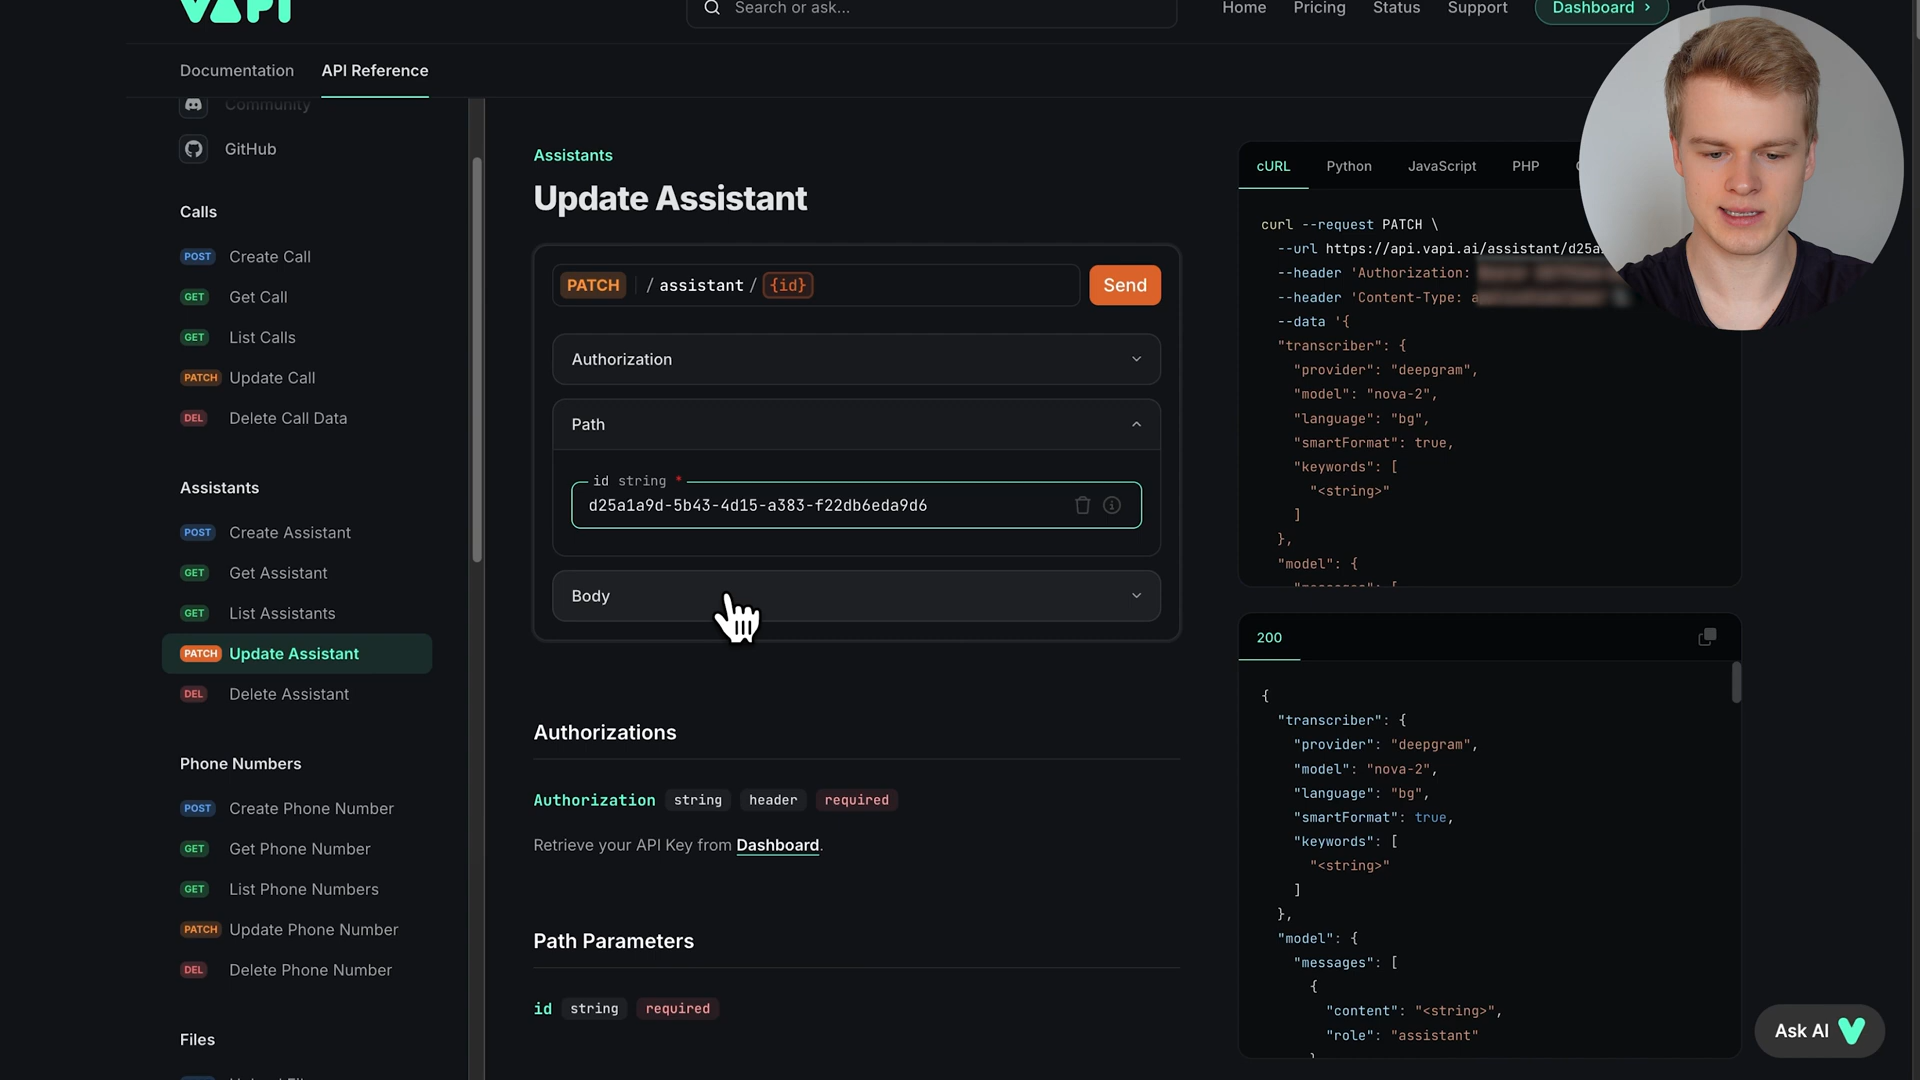 VAPI
Search or ask...
Home
Pricing
Status
Support
Dashboard
Documentation
API Reference
Community
GitHub
Calls
POST Create Call
GET Get Call
GET List Calls
PATCH Update Call
DEL Delete Call Data
Assistants
POST Create Assistant
GET Get Assistant
GET List Assistants
PATCH Update Assistant
DEL Delete Assistant
Phone Numbers
POST Create Phone Number
GET Get Phone Number
GET List Phone Numbers
PATCH Update Phone Number
DEL Delete Phone Number
Files
Assistants
Update Assistant
PATCH / assistant / {id}
Send
Authorization
Path
id string *
d25a1a9d-5b43-4d15-a383-f22db6eda9d6
Body
Authorizations
Authorization string header required
Retrieve your API Key from Dashboard.
Path Parameters
id string required
cURL Python JavaScript PHP
curl --request PATCH \
--url https://api.vapi.ai/assistant/d25a
--header 'Authorization:
--header 'Content-Type:
--data '{
"transcriber": {
"provider": "deepgram",
"model": "nova-2",
"language": "bg",
"smartFormat": true,
"keywords": [
"<string>"
]
},
"model": {
200
{
"transcriber": {
"provider": "deepgram",
"model": "nova-2",
"language": "bg",
"smartFormat": true,
"keywords": [
"<string>"
]
},
"model": {
"messages": [
{
"content": "<string>",
"role": "assistant"
Ask AI